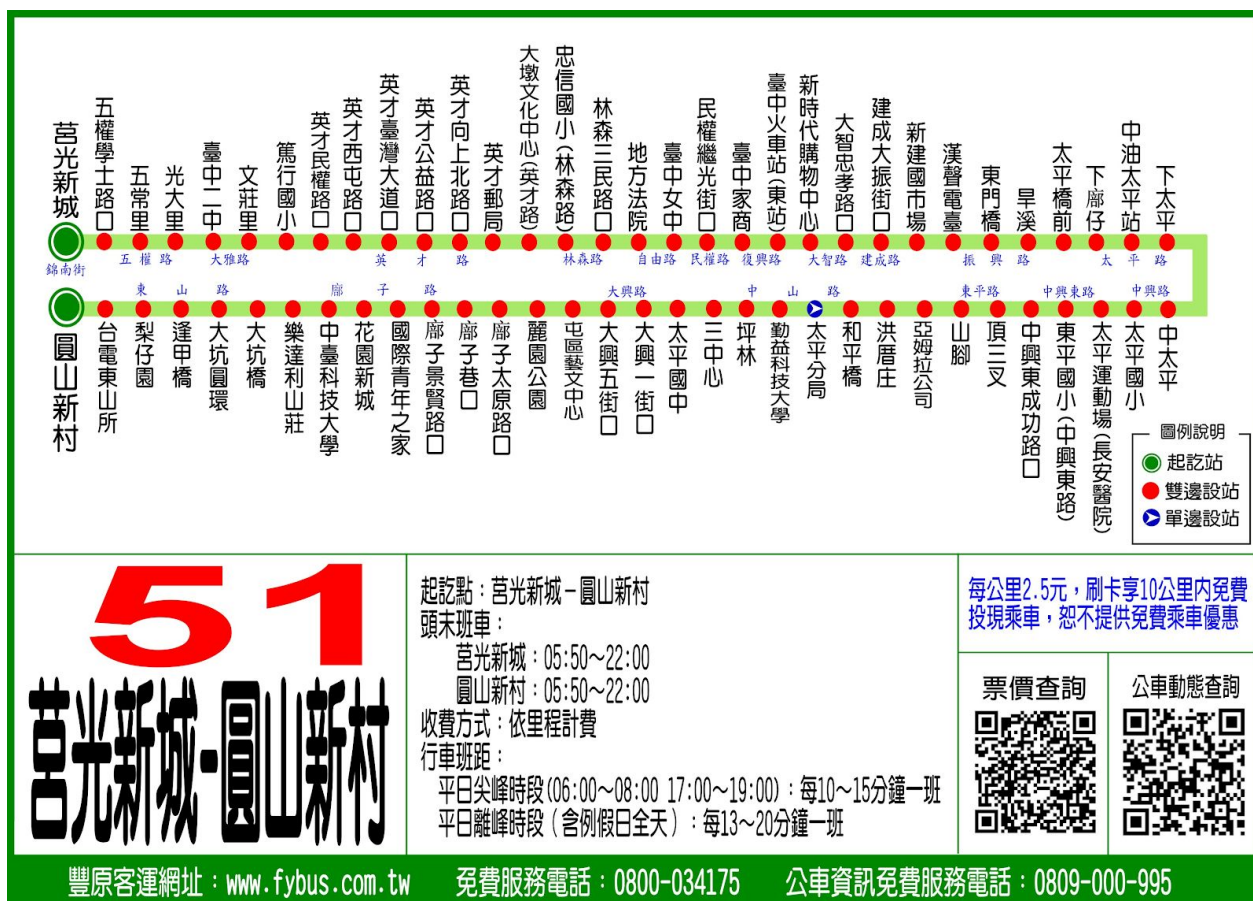 莒光新城
五權學士路口
五常里
光大里
臺中二中
文莊里
篤行國小
英才民權路口
英才西屯路口
英才臺灣大道口
英才公益路口
英才向上北路口
英才郵局
大墩文化中心(英才路)
忠信國小(林森路)
林森三民路口
地方法院
臺中女中
民權繼光街口
臺中家商
臺中火車站(東站)
新時代購物中心
大智忠孝路口
建成大振街口
新建國市場
漢聲電臺
東門橋
旱溪
太平橋前
下廍仔
中油太平站
下太平
錦南街
五權路
大雅路
英才路
林森路
自由路
民權路
復興路
大智路
建成路
振興路
太平路
東山路
廍子路
大興路
中山路
東平路
中興東路
中興路
圓山新村
台電東山所
梨仔園
逢甲橋
大坑圓環
大坑橋
樂達利山莊
中臺科技大學
花園新城
國際青年之家
廍子景賢路口
廍子巷口
廍子太原路口
麗園公園
屯區藝文中心
大興五街口
大興一街口
太平國中
三中心
坪林
勤益科技大學
太平分局
和平橋
洪厝庄
亞姆拉公司
山腳
頂三叉
中興東成功路口
東平國小(中興東路)
太平運動場(長安醫院)
太平國小
中太平
圖例說明
起訖站
雙邊設站
單邊設站
51
莒光新城-圓山新村
起訖點：莒光新城－圓山新村
頭末班車：
莒光新城：05:50～22:00
圓山新村：05:50～22:00
收費方式：依里程計費
行車班距：
平日尖峰時段(06:00～08:00 17:00～19:00)：每10～15分鐘一班
平日離峰時段（含例假日全天）：每13～20分鐘一班
每公里2.5元，刷卡享10公里內免費
投現乘車，恕不提供免費乘車優惠
票價查詢
公車動態查詢
豐原客運網址：www.fybus.com.tw 免費服務電話：0800-034175 公車資訊免費服務電話：0809-000-995